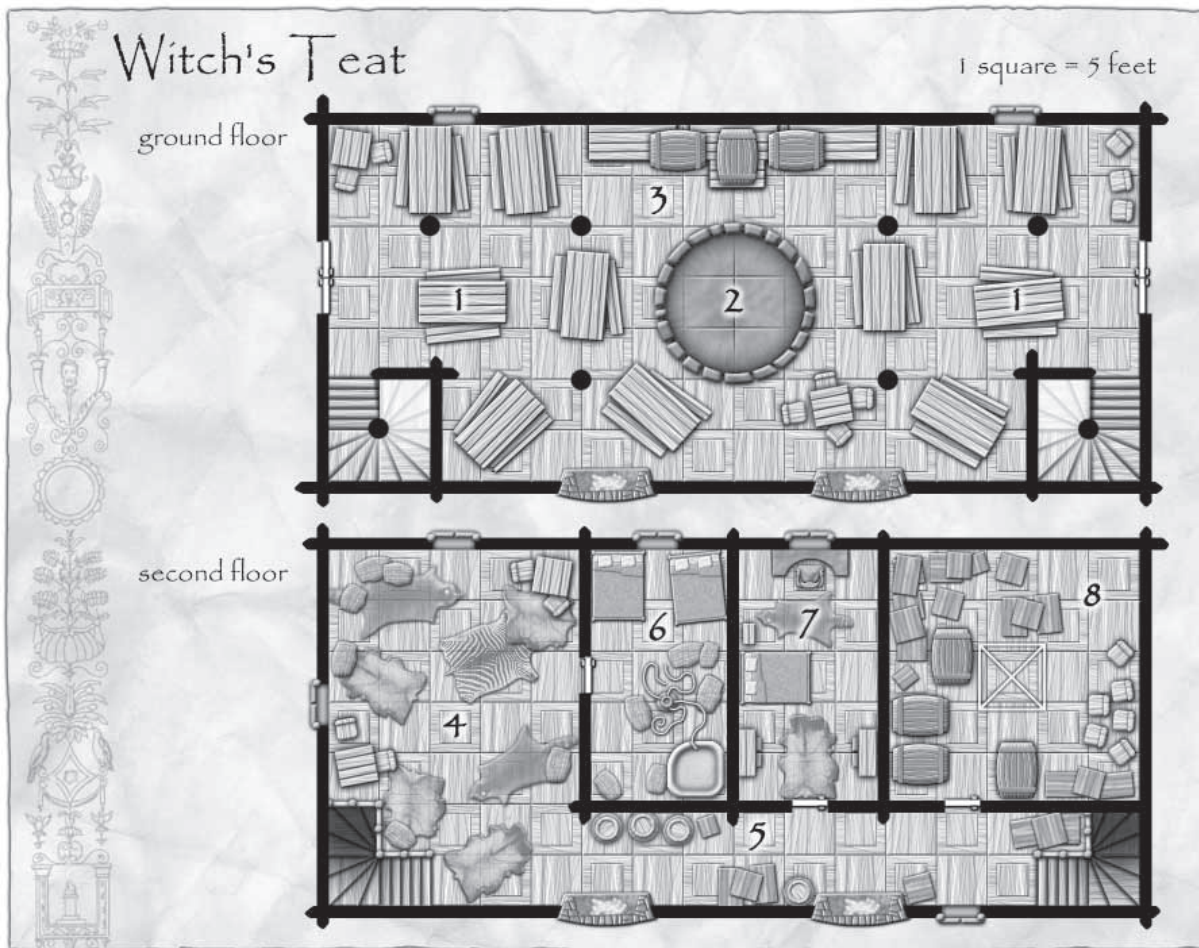 Witch's Teat
1 square = 5 feet
ground floor
3
1
2
1
second floor
8
6
7
4
5